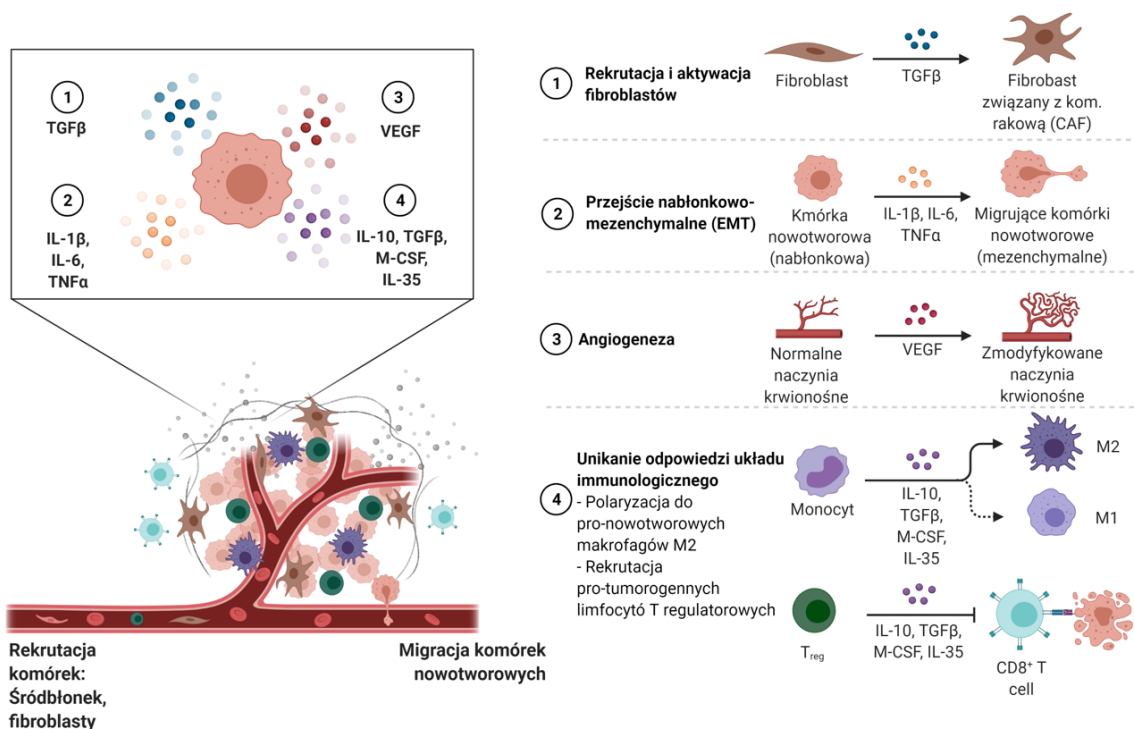 1
TGFβ
3
VEGF
2
IL-1β,
IL-6,
TNFα
4
IL-10, TGFβ,
M-CSF,
IL-35
Rekrutacja
komórek:
Śródbłonek,
fibroblasty
Migracja komórek
nowotworowych
1
Rekrutacja i aktywacja
fibroblastów
Fibroblast
TGFβ
Fibrobast
związany z kom.
rakową (CAF)
2
Przejście nabłonkowo-
mezenchymalne (EMT)
Kmórka
nowotworowa
(nabłonkowa)
IL-1β, IL-6,
TNFα
Migrujące komórki
nowotworowe
(mezenchymalne)
3
Angiogeneza
Normalne
naczynia
krwionośne
VEGF
Zmodyfykowane
naczynia
krwionośne
4
Unikanie odpowiedzi układu
immunologicznego
- Polaryzacja do
pro-nowotworowych
makrofagów M2
- Rekrutacja
pro-tumorogennych
limfocytó T regulatorowych
Monocyt
IL-10,
TGFβ,
M-CSF,
IL-35
M2
M1
Treg
IL-10, TGFβ,
M-CSF, IL-35
CD8⁺ T
cell